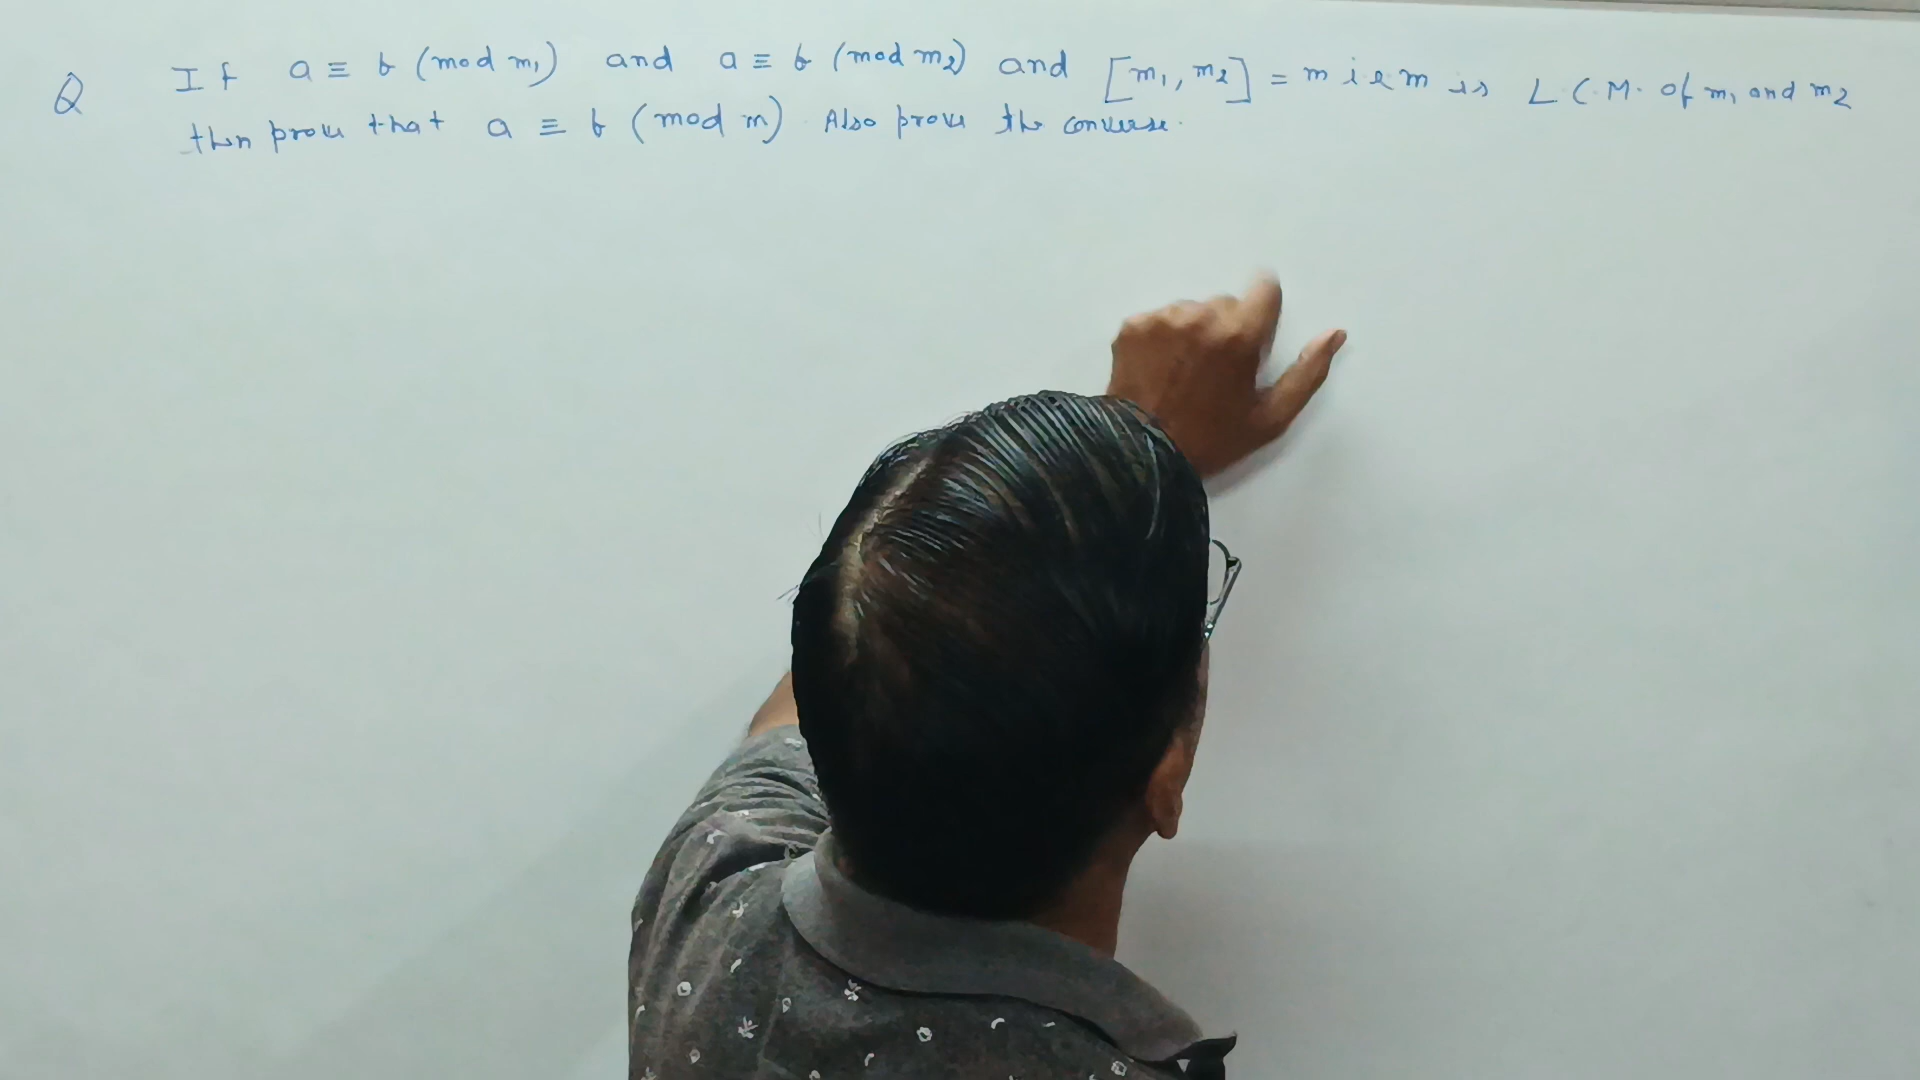 Q If a ≡ b (mod m₁) and a ≡ b (mod m₂) and [m₁, m₂] = m i.e m is L C.M. of m₁ and m₂
then prove that a ≡ b (mod m). Also prove the converse.